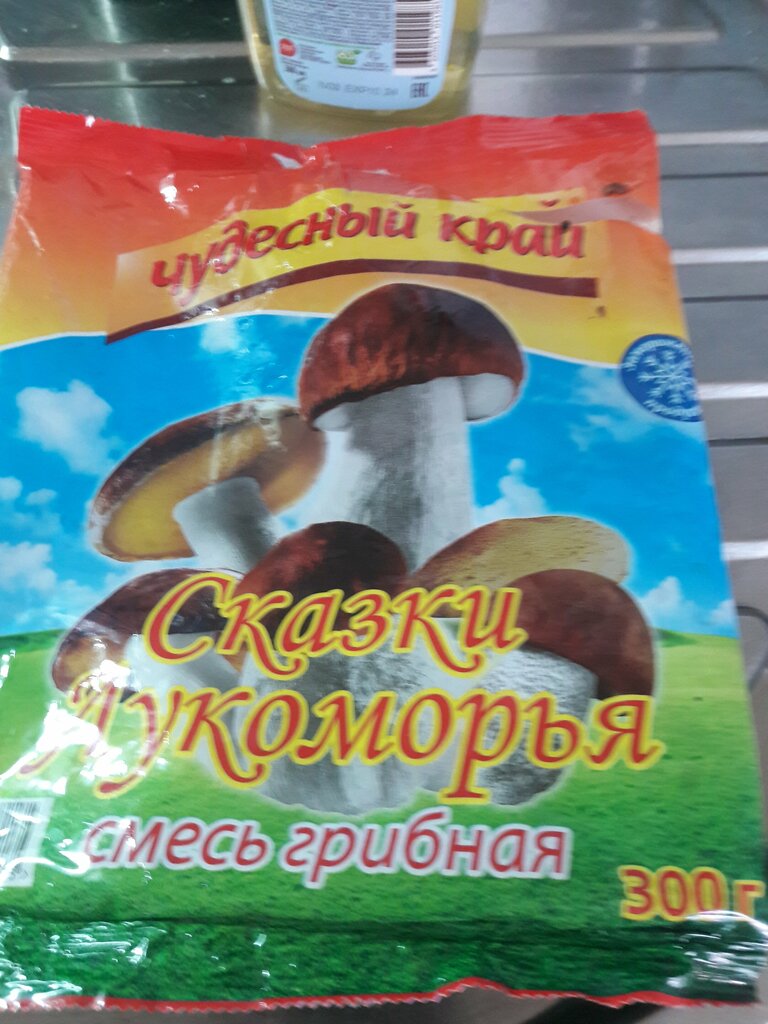 чудесный край
Сказки
Лукоморья
смесь грибная
300 г